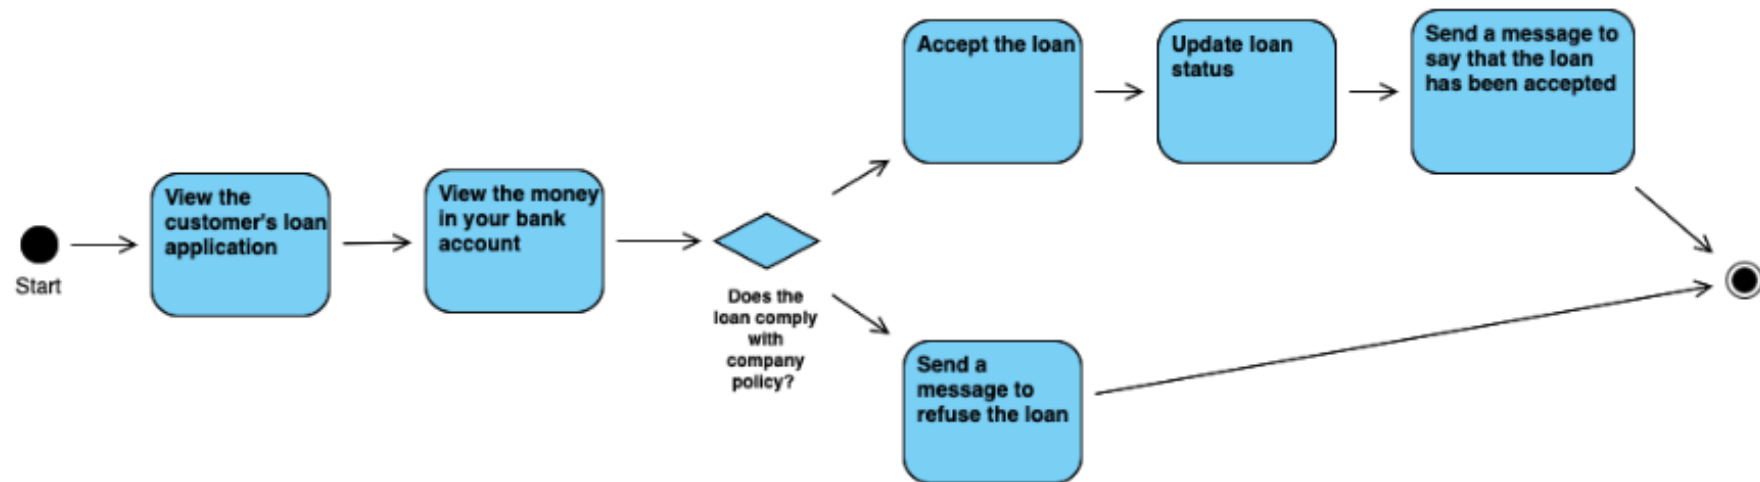 Start
View the
customer's loan
application
View the money
in your bank
account
Does the
loan comply
with
company
policy?
Accept the loan
Update loan
status
Send a message to
say that the loan
has been accepted
Send a
message to
refuse the loan